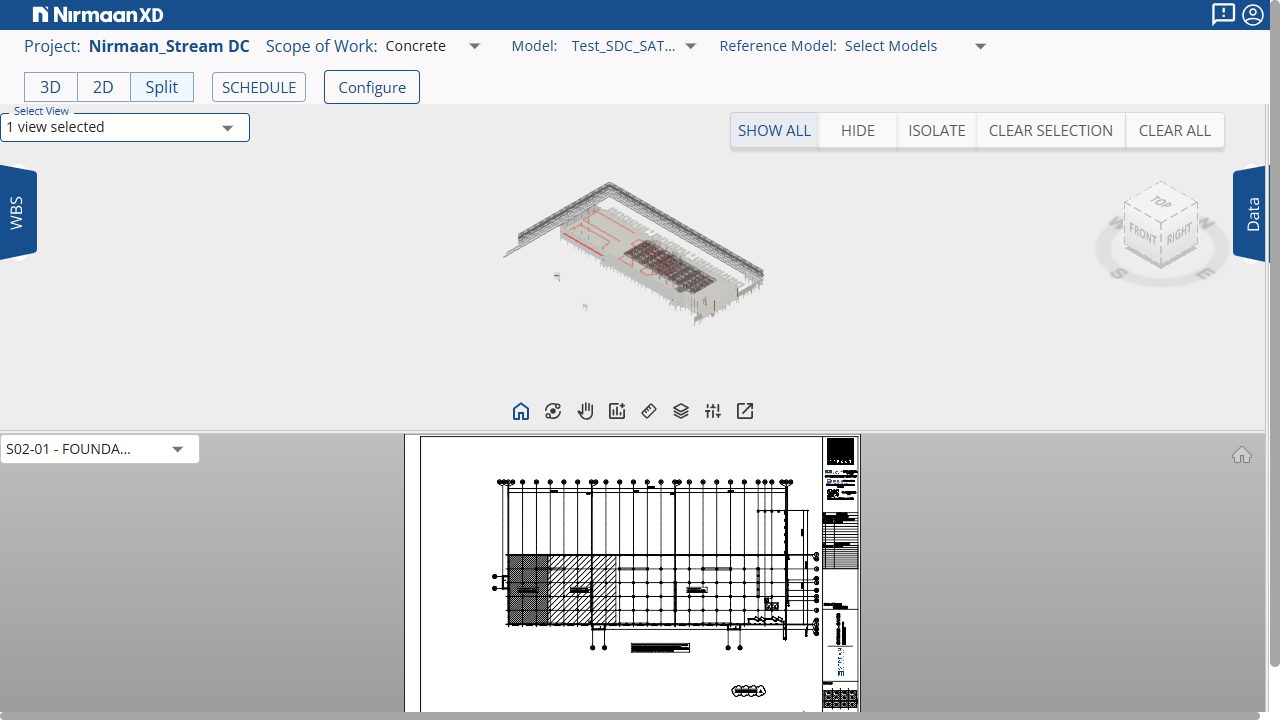 NirmaanXD
Project: Nirmaan_Stream DC Scope of Work: Concrete Model: Test_SDC_SAT... Reference Model: Select Models
3D 2D Split SCHEDULE Configure
Select View
1 view selected
SHOW ALL HIDE ISOLATE CLEAR SELECTION CLEAR ALL
WBS
Data
TOP
FRONT RIGHT
W
S E
S02-01 - FOUNDA...